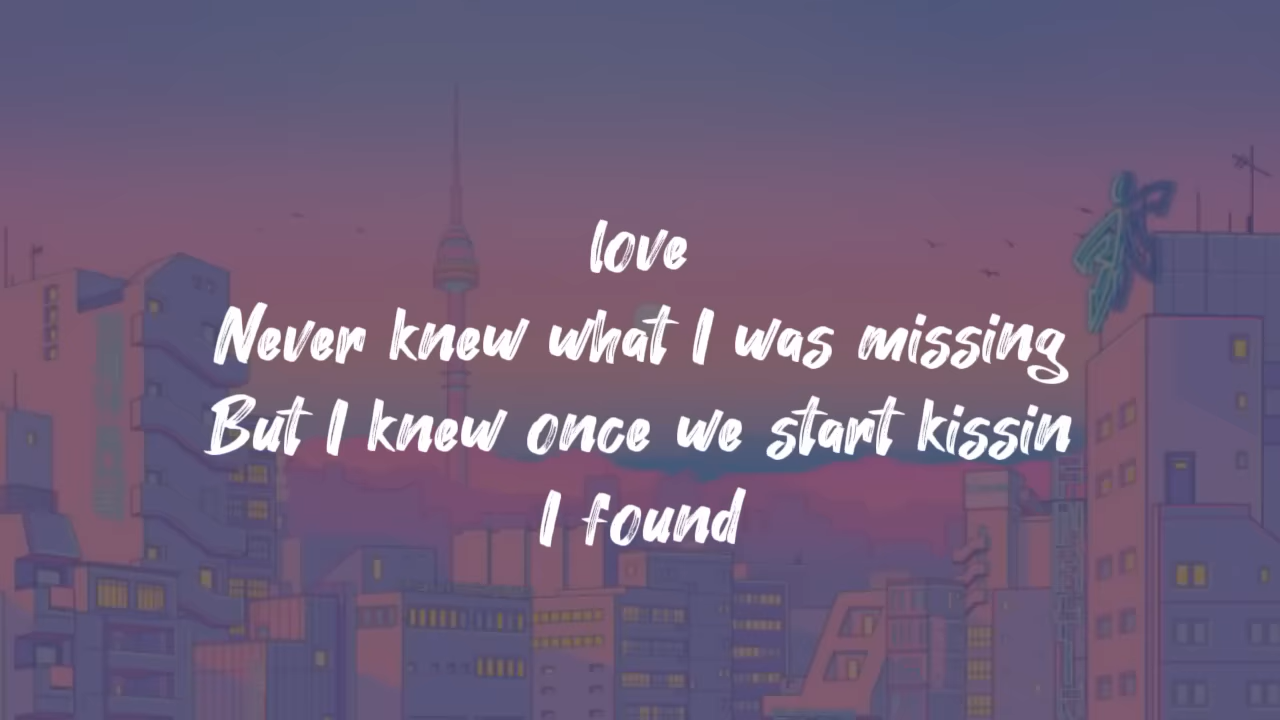 love
Never knew what I was missing
But I knew once we start kissin
I found